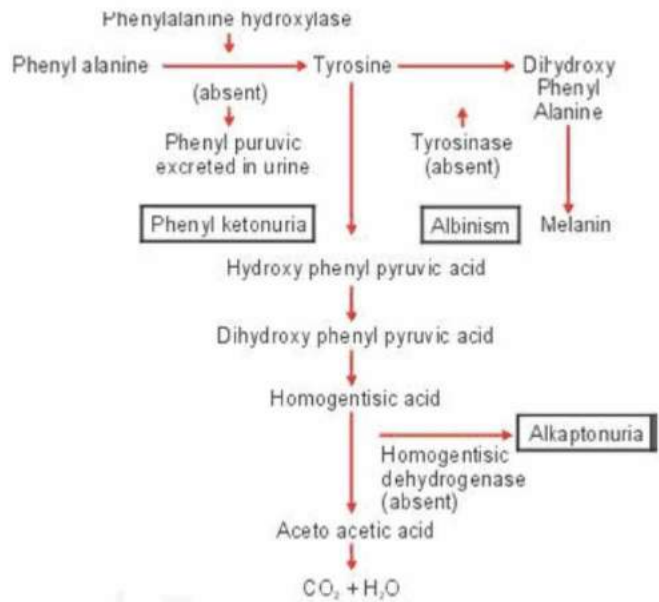 Phenylalanine hydroxylase
Phenyl alanine
Tyrosine
Dihydroxy
Phenyl
Alanine
(absent)
Phenyl puruvic
excreted in urine
Tyrosinase
(absent)
Phenyl ketonuria
Albinism
Melanin
Hydroxy phenyl pyruvic acid
Dihydroxy phenyl pyruvic acid
Homogentisic acid
Alkaptonuria
Homogentisic
dehydrogenase
(absent)
Aceto acetic acid
CO₂ + H₂O